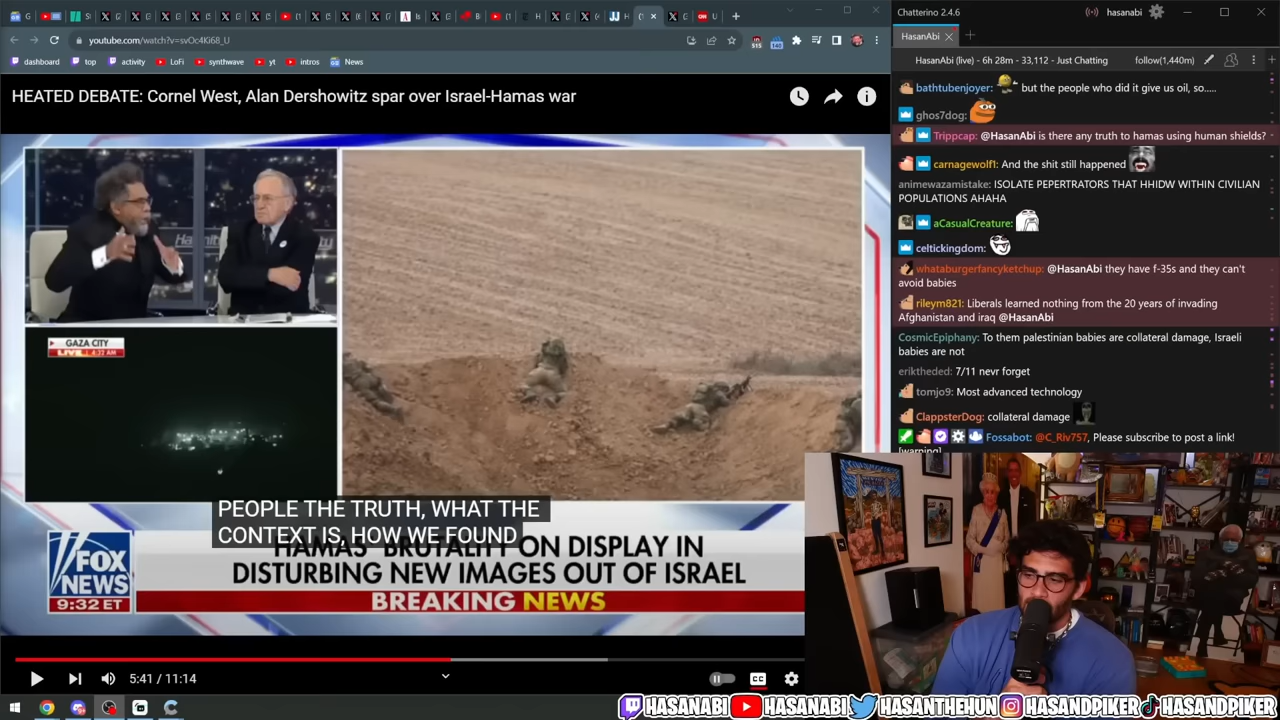 youtube.com/watch?v=svOc4Ki68_U
515
140
dashboard
top
activity
LoFi
synthwave
yt
intros
News
HEATED DEBATE: Cornel West, Alan Dershowitz spar over Israel-Hamas war
GAZA CITY
LIVE 4:32 AM
PEOPLE THE TRUTH, WHAT THE
CONTEXT IS, HOW WE FOUND
HAMAS' BRUTALITY ON DISPLAY IN
DISTURBING NEW IMAGES OUT OF ISRAEL
BREAKING NEWS
FOX
NEWS
9:32 ET
5:41 / 11:14
CC
Chatterino 2.4.6
hasanabi
HasanAbi
HasanAbi (live) - 6h 28m - 33,112 - Just Chatting
follow(1,440m)
bathtubenjoyer: but the people who did it give us oil, so.....
ghos7dog:
Trippcap: @HasanAbi is there any truth to hamas using human shields?
carnagewolf1: And the shit still happened
animewazamistake: ISOLATE PEPERTRATORS THAT HHIDW WITHIN CIVILIAN
POPULATIONS AHAHA
aCasualCreature:
celtickingdom:
whataburgerfancyketchup: @HasanAbi they have f-35s and they can't
avoid babies
rileym821: Liberals learned nothing from the 20 years of invading
Afghanistan and iraq @HasanAbi
CosmicEpiphany: To them palestinian babies are collateral damage, Israeli
babies are not
eriktheded: 7/11 nevr forget
tomjo9: Most advanced technology
ClappsterDog: collateral damage
Fossabot: @C_Riv757, Please subscribe to post a link!
[warning]
HASANABI
HASANABI
HASANTHEHUN
HASANDPIKER
HASANDPIKER